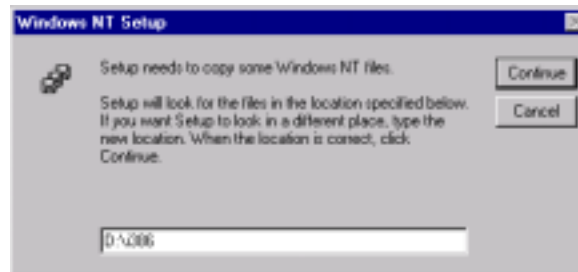 Windows NT Setup
Setup needs to copy some Windows NT files.
Continue
Setup will look for the files in the location specified below.
If you want Setup to look in a different place, type the
new location. When the location is correct, click
Continue.
Cancel
D:\i386